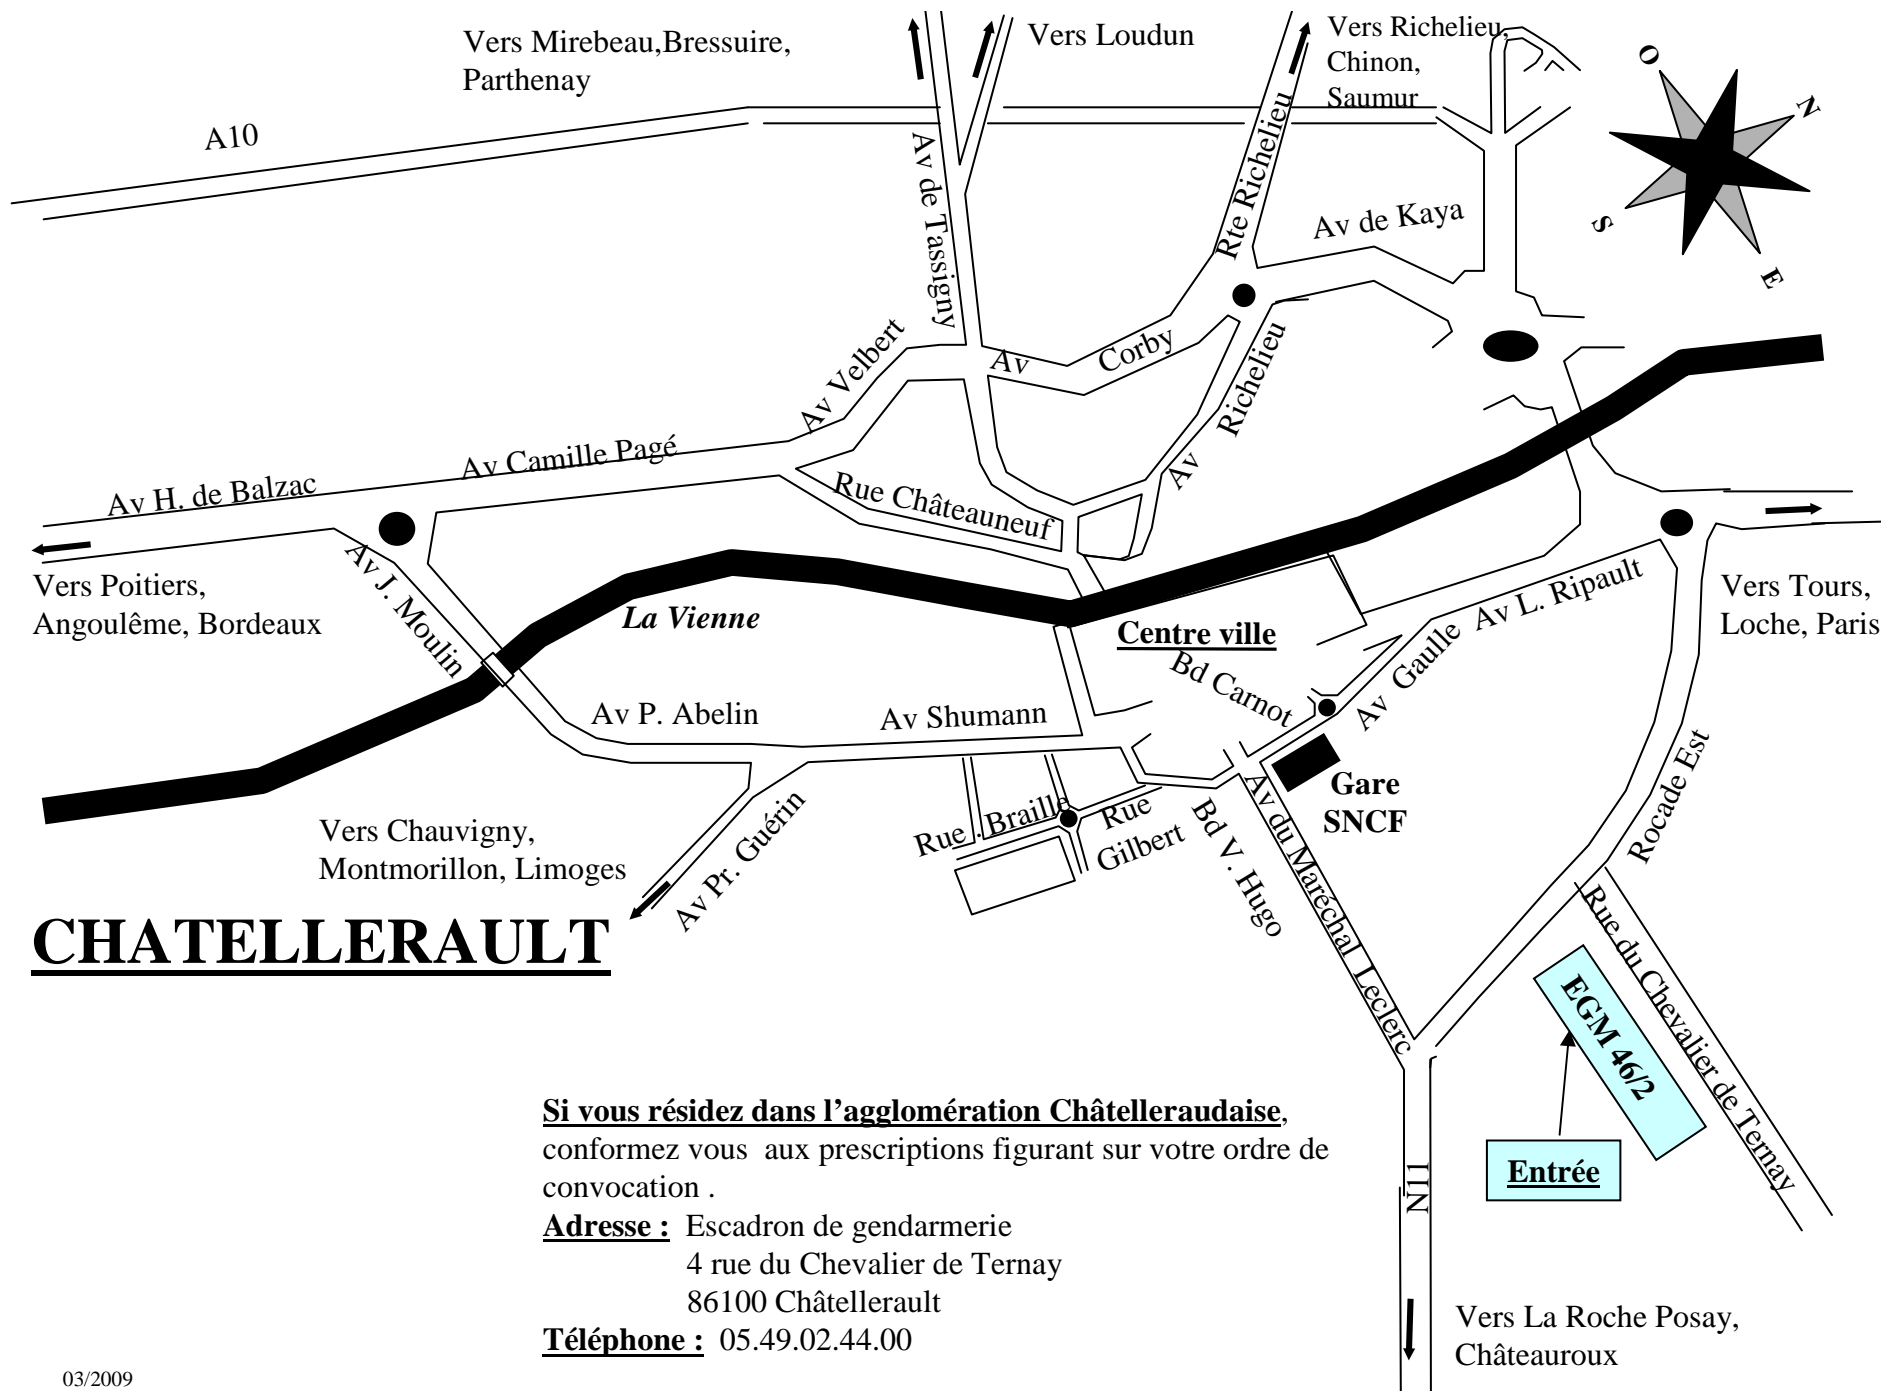 Vers Mirebeau,Bressuire,
Parthenay
Vers Loudun
Vers Richelieu,
Chinon,
Saumur
O
N
S
E
A10
Av de Tassigny
Rte Richelieu
Av de Kaya
Av Velbert
Av
Corby
Richelieu
Av
Av Camille Pagé
Av H. de Balzac
Rue Châteauneuf
Av J. Moulin
Vers Poitiers,
Angoulême, Bordeaux
La Vienne
Centre ville
Bd Carnot
Av Gaulle
Av L. Ripault
Vers Tours,
Loche, Paris
Av P. Abelin
Av Shumann
Gare
SNCF
Rocade Est
Vers Chauvigny,
Montmorillon, Limoges
Av Pr. Guérin
Rue . Braille
Rue
Gilbert
Bd V. Hugo
Av du Maréchal Leclerc
Rue du Chevalier de Ternay
EGM 46/2
Entrée
N11
CHATELLERAULT
Si vous résidez dans l’agglomération Châtelleraudaise,
conformez vous  aux prescriptions figurant sur votre ordre de
convocation .
Adresse :  Escadron de gendarmerie
4 rue du Chevalier de Ternay
86100 Châtellerault
Téléphone :  05.49.02.44.00
Vers La Roche Posay,
Châteauroux
03/2009